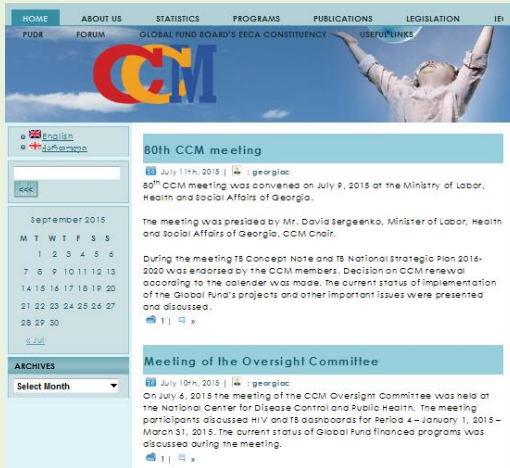 HOME ABOUT US STATISTICS PROGRAMS PUBLICATIONS LEGISLATION
PUDR FORUM GLOBAL FUND BOARD'S EECA CONSTITUENCY USEFUL LINKS
CCM
English
ქართული
<<<
September 2015
M T W T F S S
1 2 3 4 5 6
7 8 9 10 11 12 13
14 15 16 17 18 19 20
21 22 23 24 25 26 27
28 29 30
« Jul
ARCHIVES
Select Month
80th CCM meeting
July 11th, 2015 | : georgiac
80th CCM meeting was convened on July 9, 2015 at the Ministry of Labor,
Health and Social Affairs of Georgia.
The meeting was presided by Mr. David Sergeenko, Minister of Labor, Health
and Social Affairs of Georgia, CCM Chair.
During the meeting TB Concept Note and TB National Strategic Plan 2016-
2020 was endorsed by the CCM members. Decision on CCM renewal
according to the calender was made. The current status of implementation
of the Global Fund's projects and other important issues were presented
and discussed.
1 | »
Meeting of the Oversight Committee
July 10th, 2015 | : georgiac
On July 6, 2015 the meeting of the CCM Oversight Committee was held at
the National Center for Disease Control and Public Health. The meeting
participants discussed HIV and TB dashboards for Period 4 – January 1, 2015 –
March 31, 2015. The current status of Global Fund financed programs was
discussed during the meeting.
1 | »